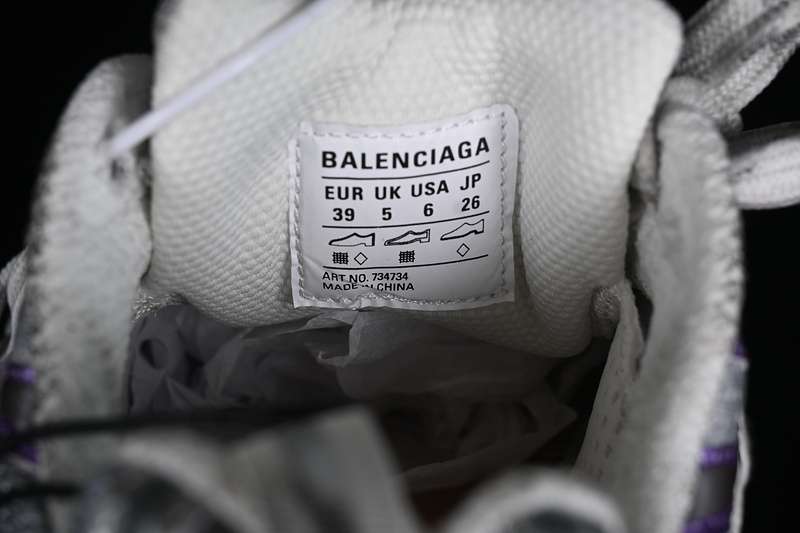 BALENCIAGA
EUR UK USA JP
39 5 6 26
ART NO. 734734
MADE IN CHINA